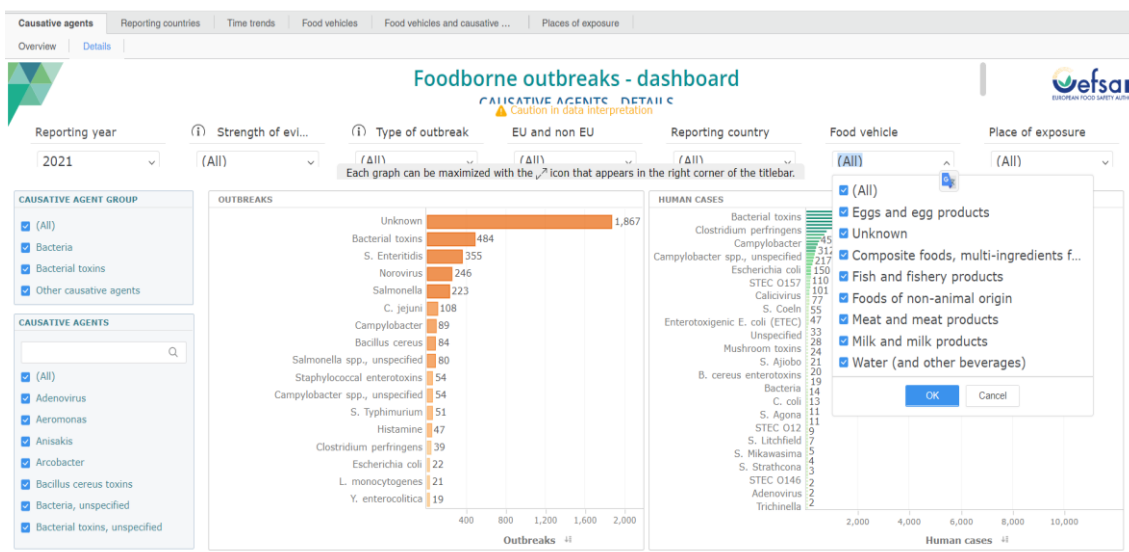 Causative agents Reporting countries Time trends Food vehicles Food vehicles and causative ... Places of exposure
Overview Details
Foodborne outbreaks - dashboard
CAUSATIVE AGENTS - DETAILS
Caution in data interpretation
efsa
EUROPEAN FOOD SAFETY AUTH
Reporting year Strength of evi... Type of outbreak EU and non EU Reporting country Food vehicle Place of exposure
2021 (All) (All) (All) (All) (All) (All)
Each graph can be maximized with the icon that appears in the right corner of the titlebar.
CAUSATIVE AGENT GROUP
(All)
Bacteria
Bacterial toxins
Other causative agents
CAUSATIVE AGENTS
(All)
Adenovirus
Aeromonas
Anisakis
Arcobacter
Bacillus cereus toxins
Bacteria, unspecified
Bacterial toxins, unspecified
OUTBREAKS
Unknown 1,867
Bacterial toxins 484
S. Enteritidis 355
Norovirus 246
Salmonella 223
C. jejuni 108
Campylobacter 89
Bacillus cereus 84
Salmonella spp., unspecified 80
Staphylococcal enterotoxins 54
Campylobacter spp., unspecified 54
S. Typhimurium 51
Histamine 47
Clostridium perfringens 39
Escherichia coli 22
L. monocytogenes 21
Y. enterocolitica 19
400 800 1,200 1,600 2,000
Outbreaks
HUMAN CASES
Bacterial toxins
Clostridium perfringens
Campylobacter 45
312
Campylobacter spp., unspecified 217
Escherichia coli 150
STEC O157 110
101
Calicivirus 77
S. Coeln 55
Enterotoxigenic E. coli (ETEC) 47
Unspecified 33
28
Mushroom toxins 24
S. Ajiobo 21
B. cereus enterotoxins 20
19
Bacteria 14
C. coli 13
S. Agona 11
11
STEC O12 9
S. Litchfield 7
S. Mikawasima 5
4
S. Strathcona 3
STEC O146 2
Adenovirus 2
Trichinella 2
2,000 4,000 6,000 8,000 10,000
Human cases
(All)
Eggs and egg products
Unknown
Composite foods, multi-ingredients f...
Fish and fishery products
Foods of non-animal origin
Meat and meat products
Milk and milk products
Water (and other beverages)
OK Cancel